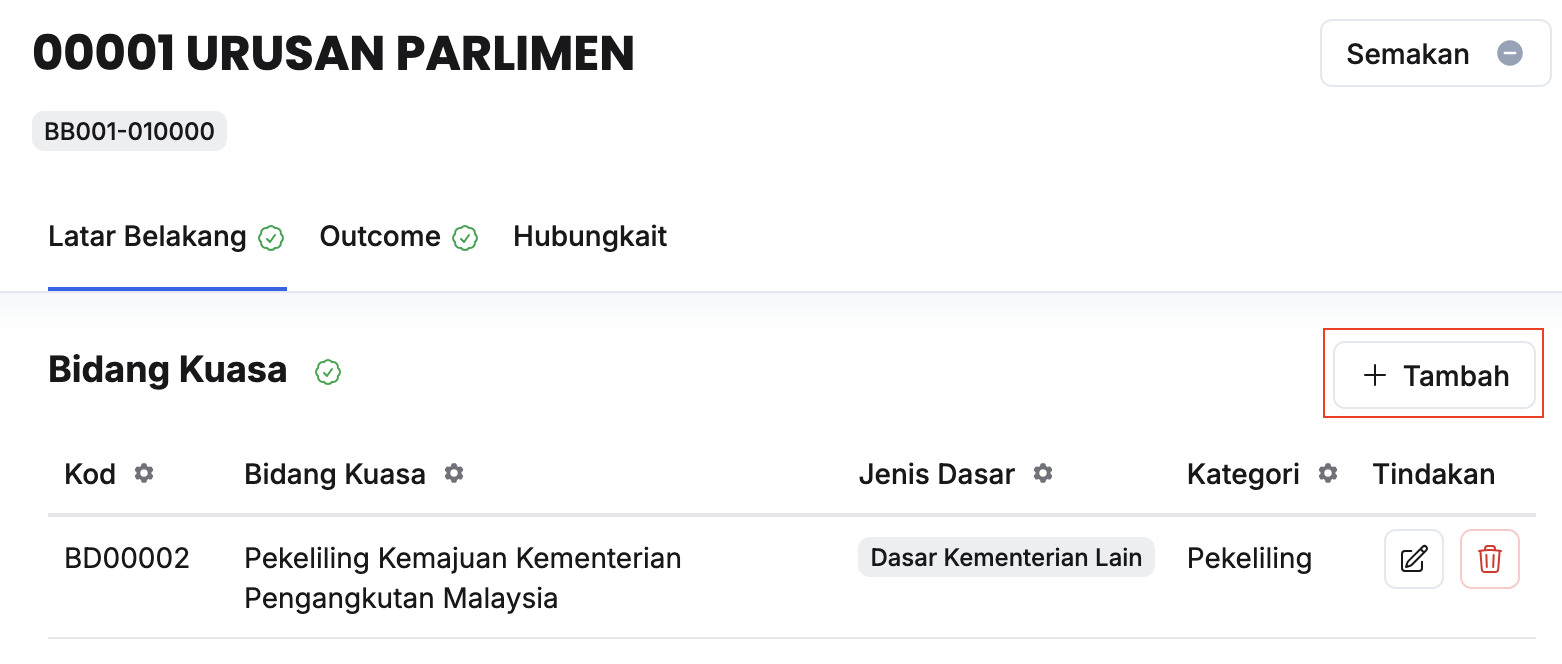 00001 URUSAN PARLIMEN
Semakan
BB001-010000
Latar Belakang
Outcome
Hubungkait
Bidang Kuasa
Tambah
Kod
Bidang Kuasa
Jenis Dasar
Kategori
Tindakan
BD00002
Pekeliling Kemajuan Kementerian
Pengangkutan Malaysia
Dasar Kementerian Lain
Pekeliling